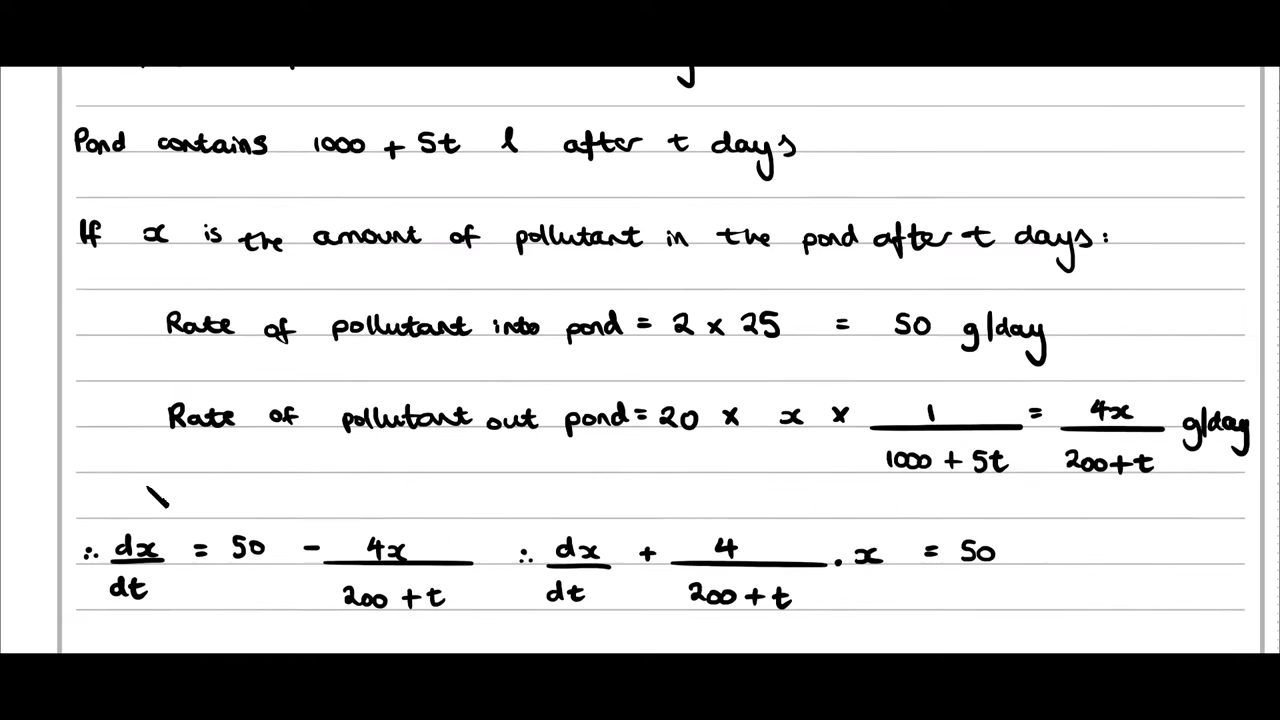 Pond contains 1000 + 5t l after t days
If x is the amount of pollutant in the pond after t days:
Rate of pollutant into pond = 2 × 25 = 50 g/day
Rate of pollutant out pond = 20 × x × 1/(1000 + 5t) = 4x/(200+t) g/day
∴ dx/dt = 50 - 4x/(200 + t) ∴ dx/dt + 4/(200 + t) . x = 50